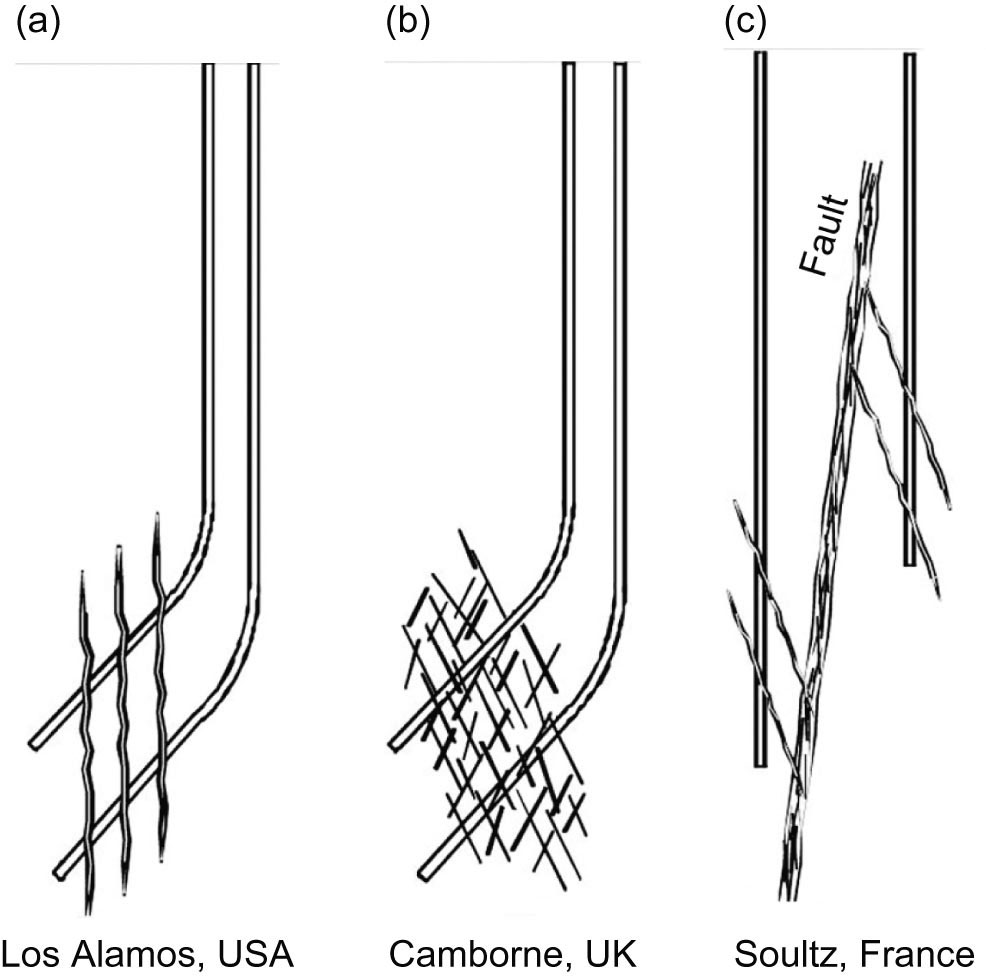 (a)
(b)
(c)
Fault
Los Alamos, USA
Camborne, UK
Soultz, France